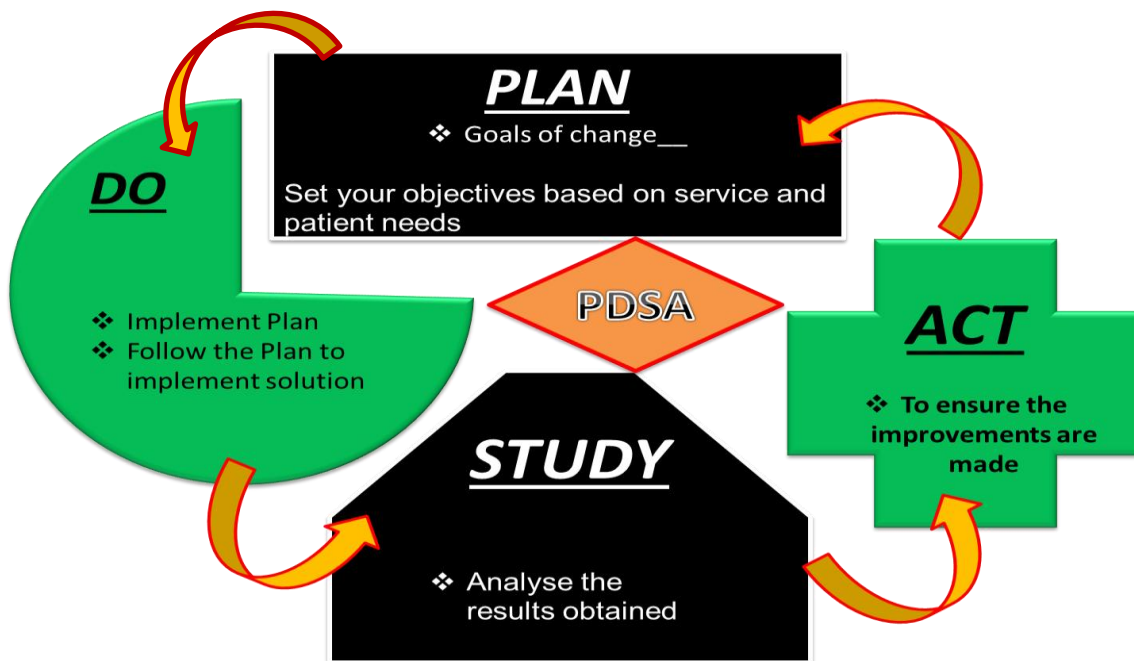 PLAN
❖ Goals of change__
Set your objectives based on service and
patient needs
DO
❖ Implement Plan
❖ Follow the Plan to
implement solution
PDSA
ACT
❖ To ensure the
improvements are
made
STUDY
❖ Analyse the
results obtained